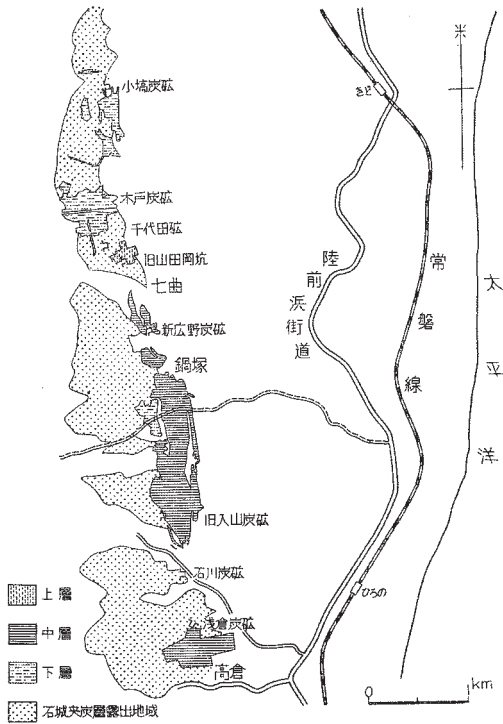 小塙炭砿
木戸炭砿
千代田砿
旧山田岡坑
七曲
新広野炭砿
鍋塚
旧入山炭砿
石川炭砿
浅倉炭砿
高倉
きど
陸前浜街道
常磐線
太平洋
ひろの
上層
中層
下層
石城夾炭層露出地域
0
km